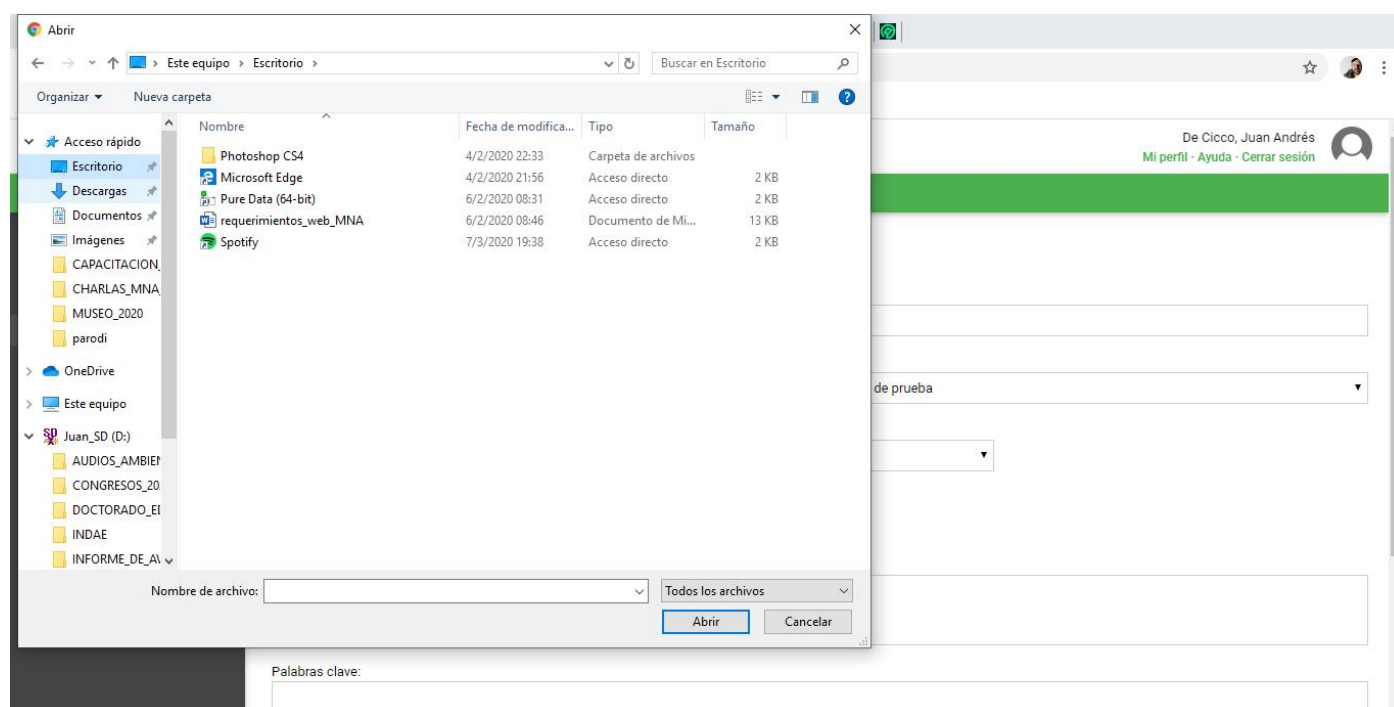 Abrir
Este equipo > Escritorio >
Buscar en Escritorio
Organizar
Nueva carpeta
Nombre
Fecha de modifica...
Tipo
Tamaño
Acceso rápido
Escritorio
Descargas
Documentos
Imágenes
CAPACITACION_
CHARLAS_MNA_
MUSEO_2020
parodi
OneDrive
Este equipo
Juan_SD (D:)
AUDIOS_AMBIEN
CONGRESOS_20
DOCTORADO_E
INDAE
INFORME_DE_AV
Photoshop CS4 4/2/2020 22:33 Carpeta de archivos
Microsoft Edge 4/2/2020 21:56 Acceso directo 2 KB
Pure Data (64-bit) 6/2/2020 08:31 Acceso directo 2 KB
requerimientos_web_MNA 6/2/2020 08:46 Documento de Mi... 13 KB
Spotify 7/3/2020 19:38 Acceso directo 2 KB
Nombre de archivo:
Todos los archivos
Abrir
Cancelar
De Cicco, Juan Andrés
Mi perfil · Ayuda · Cerrar sesión
de prueba
Palabras clave: